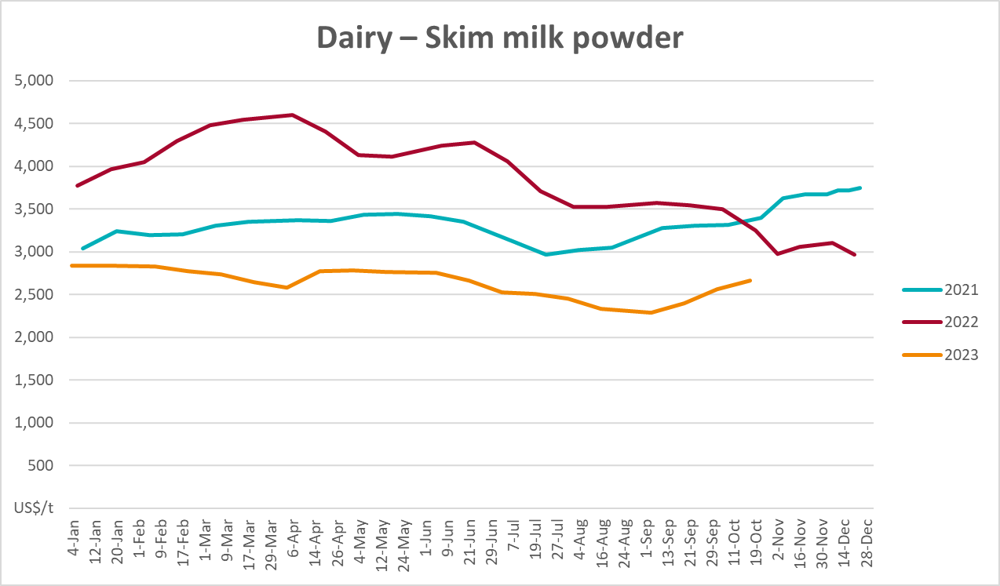 Dairy – Skim milk powder
5,000
4,500
4,000
3,500
3,000
2,500
2,000
1,500
1,000
500
US$/t
4-Jan
12-Jan
20-Jan
1-Feb
9-Feb
17-Feb
1-Mar
9-Mar
17-Mar
29-Mar
6-Apr
14-Apr
26-Apr
4-May
12-May
24-May
1-Jun
9-Jun
21-Jun
29-Jun
7-Jul
19-Jul
27-Jul
4-Aug
16-Aug
24-Aug
1-Sep
13-Sep
21-Sep
29-Sep
11-Oct
19-Oct
2-Nov
16-Nov
30-Nov
14-Dec
28-Dec
2021
2022
2023